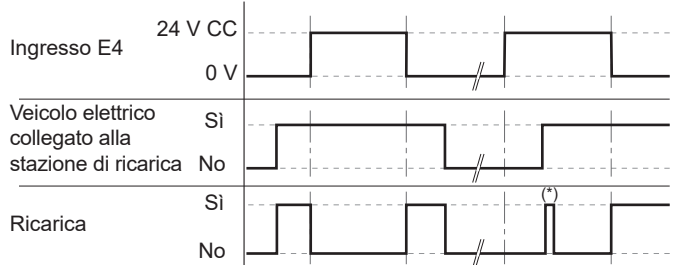 24 V CC
Ingresso E4
0 V
Veicolo elettrico
collegato alla
stazione di ricarica
Sì
No
(*)
Sì
Ricarica
No